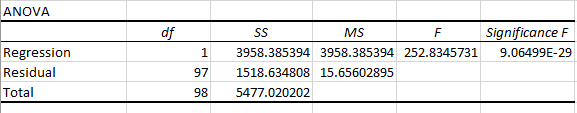 ANOVA
df SS MS F Significance F
Regression 1 3958.385394 3958.385394 252.8345731 9.06499E-29
Residual 97 1518.634808 15.65602895
Total 98 5477.020202